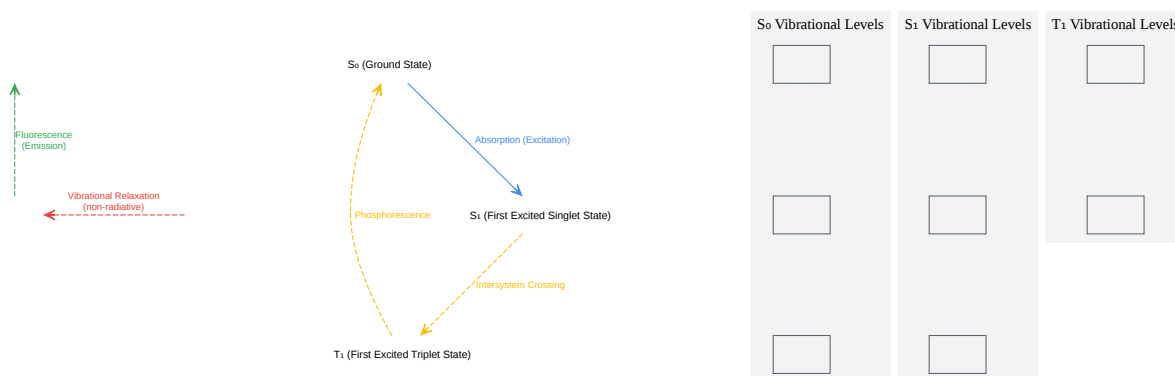 S₀ Vibrational Levels
S₁ Vibrational Levels
T₁ Vibrational Levels
S₀ (Ground State)
Fluorescence
(Emission)
Absorption (Excitation)
Vibrational Relaxation
(non-radiative)
Phosphorescence
S₁ (First Excited Singlet State)
Intersystem Crossing
T₁ (First Excited Triplet State)